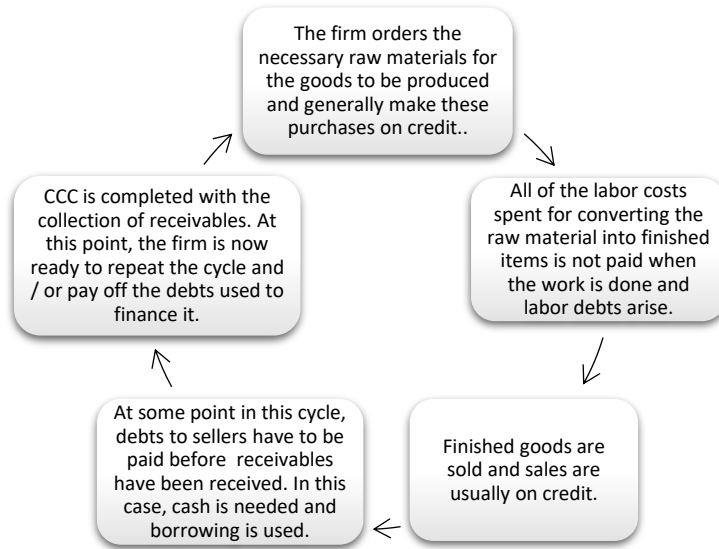 The firm orders the
necessary raw materials for
the goods to be produced
and generally make these
purchases on credit..
All of the labor costs
spent for converting the
raw material into finished
items is not paid when
the work is done and
labor debts arise.
Finished goods are
sold and sales are
usually on credit.
At some point in this cycle,
debts to sellers have to be
paid before  receivables
have been received. In this
case, cash is needed and
borrowing is used.
CCC is completed with the
collection of receivables. At
this point, the firm is now
ready to repeat the cycle and
/ or pay off the debts used to
finance it.